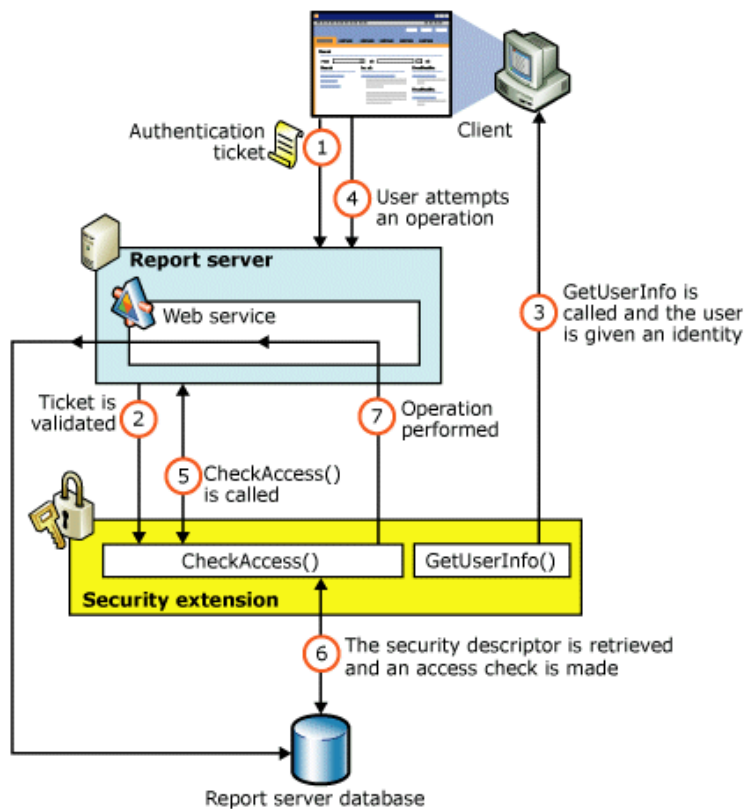 Client
Authentication
ticket
1
4
User attempts
an operation
Report server
Web service
3
GetUserInfo is
called and the user
is given an identity
Ticket is
validated
2
5
CheckAccess()
is called
7
Operation
performed
CheckAccess()
GetUserInfo()
Security extension
6
The security descriptor is retrieved
and an access check is made
Report server database